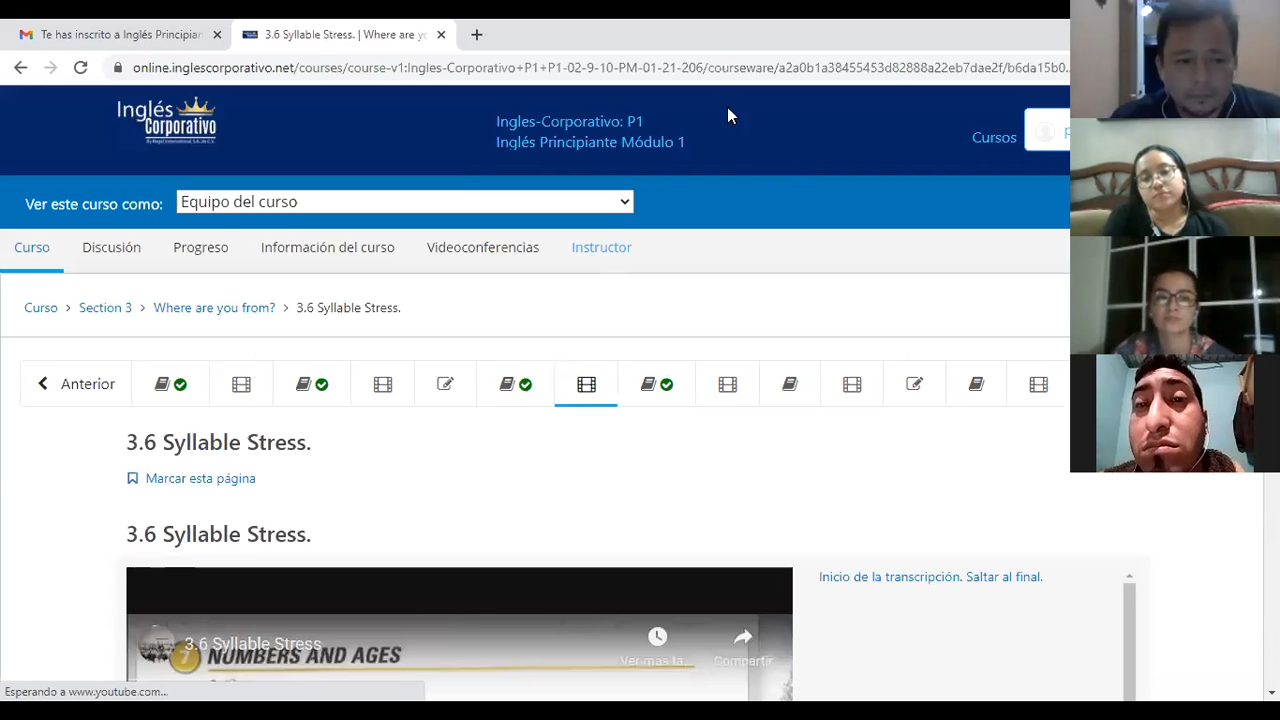 Te has inscrito a Inglés Principian
3.6 Syllable Stress. | Where are yo
online.inglescorporativo.net/courses/course-v1:Ingles-Corporativo+P1+P1-02-9-10-PM-01-21-206/courseware/a2a0b1a38455453d82888a22eb7dae2f/b6da15b0...
Inglés
Corporativo
Ingles-Corporativo: P1
Inglés Principiante Módulo 1
Cursos
p
Ver este curso como:
Equipo del curso
Curso
Discusión
Progreso
Información del curso
Videoconferencias
Instructor
Curso > Section 3 > Where are you from? > 3.6 Syllable Stress.
Anterior
3.6 Syllable Stress.
Marcar esta página
3.6 Syllable Stress.
Inicio de la transcripción. Saltar al final.
3.6 Syllable Stress
7 NUMBERS AND AGES
Ver más ta...
Compartir
Esperando a www.youtube.com...